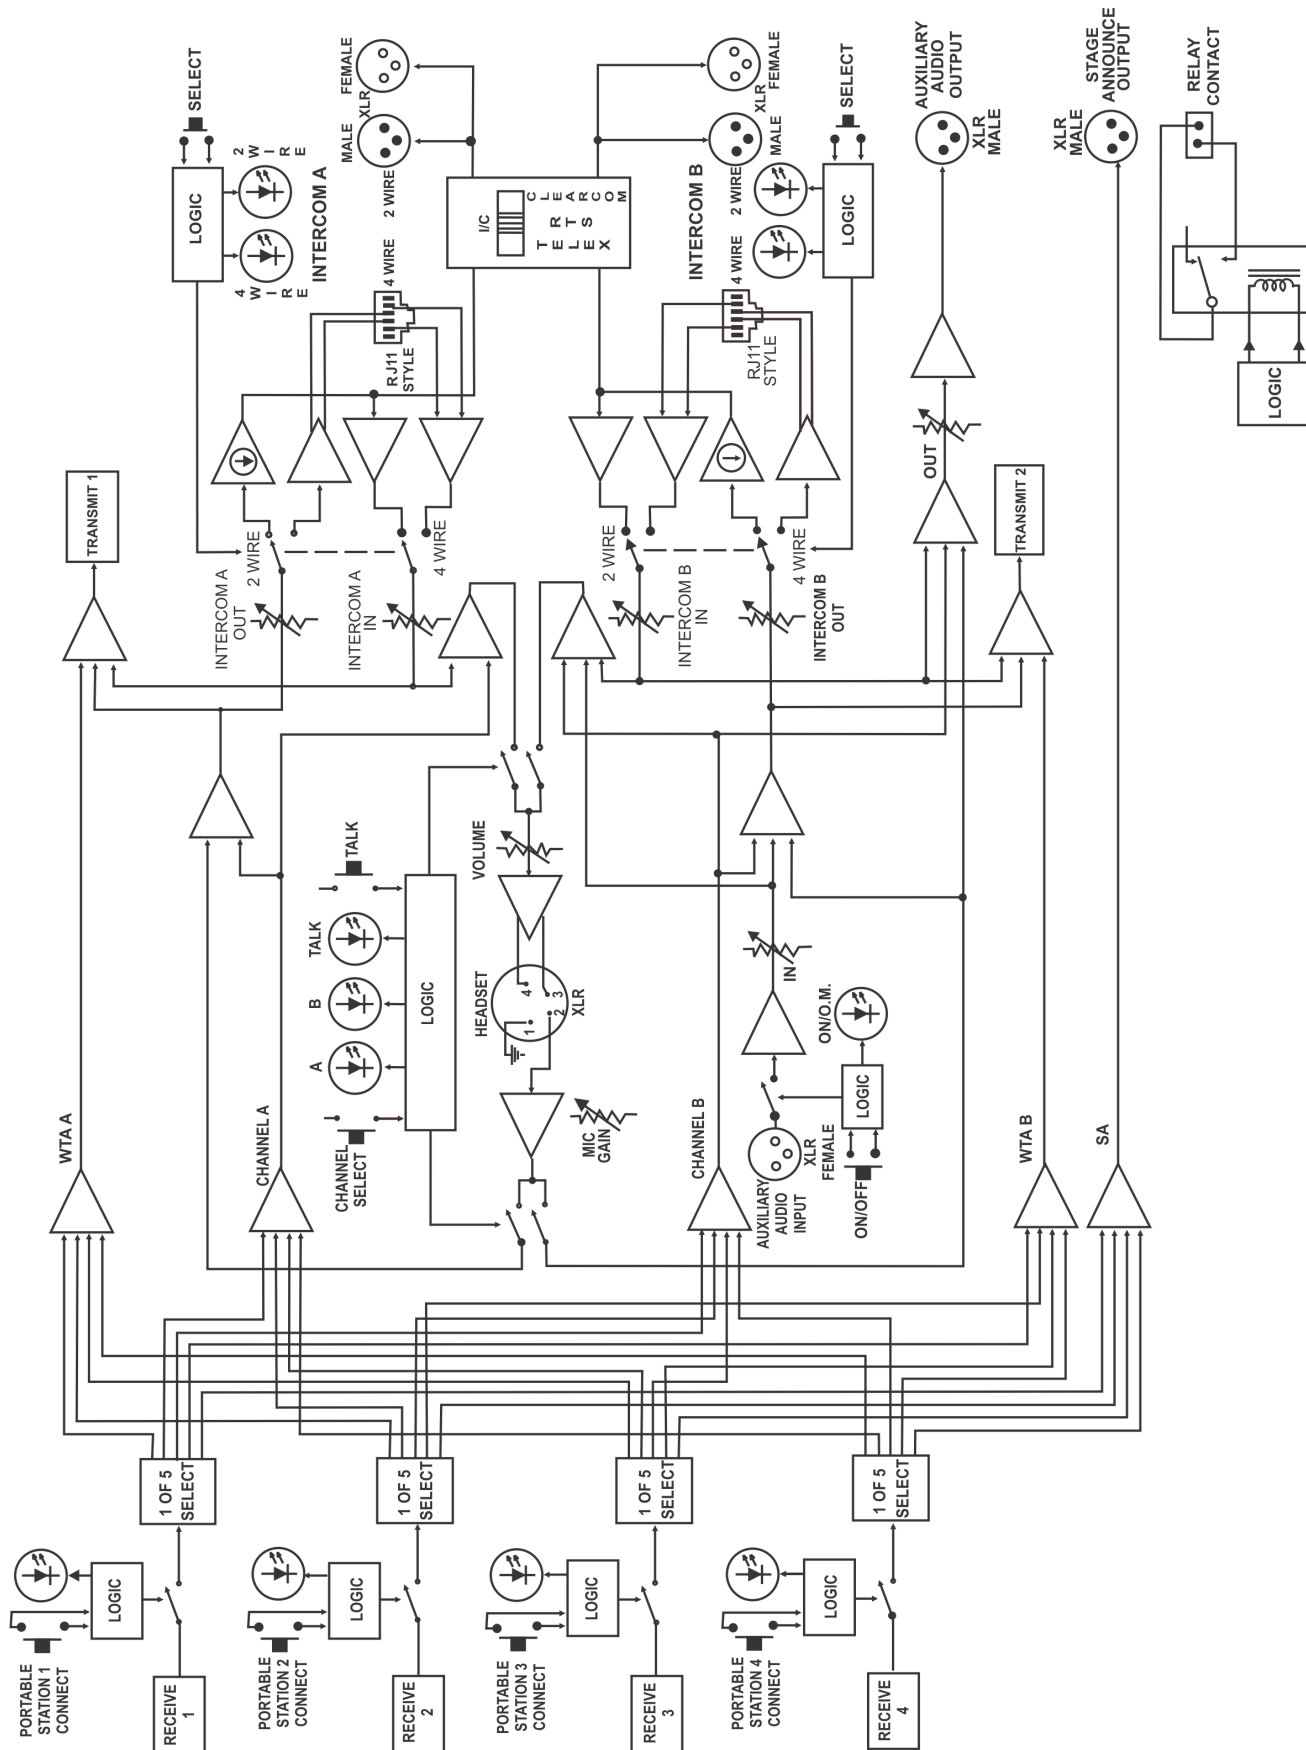 SELECT
FEMALE
XLR
MALE
2 WIRE
4 WIRE
2
W
I
R
E
4
W
I
R
E
LOGIC
INTERCOM A
RJ11
STYLE
I/C
C
L
E
A
R
C
O
M
T E
E L
R T E
S X
FEMALE
XLR
MALE
SELECT
2 WIRE
4 WIRE
INTERCOM B
LOGIC
RJ11
STYLE
AUXILIARY
AUDIO
OUTPUT
XLR
MALE
STAGE
ANNOUNCE
OUTPUT
XLR
MALE
RELAY
CONTACT
LOGIC
TRANSMIT 1
2 WIRE
4 WIRE
INTERCOM A
OUT
INTERCOM A
IN
2 WIRE
4 WIRE
INTERCOM B
IN
INTERCOM B
OUT
OUT
TRANSMIT 2
TALK
TALK
B
A
LOGIC
CHANNEL
SELECT
VOLUME
HEADSET
4
3
2
1
XLR
MIC
GAIN
WTA A
CHANNEL A
CHANNEL B
IN
ON/O.M.
LOGIC
XLR
FEMALE
ON/OFF
AUXILIARY
AUDIO
INPUT
WTA B
SA
1 OF 5
SELECT
1 OF 5
SELECT
1 OF 5
SELECT
1 OF 5
SELECT
LOGIC
LOGIC
LOGIC
LOGIC
PORTABLE
STATION 1
CONNECT
RECEIVE
1
PORTABLE
STATION 2
CONNECT
RECEIVE
2
PORTABLE
STATION 3
CONNECT
RECEIVE
3
PORTABLE
STATION 4
CONNECT
RECEIVE
4